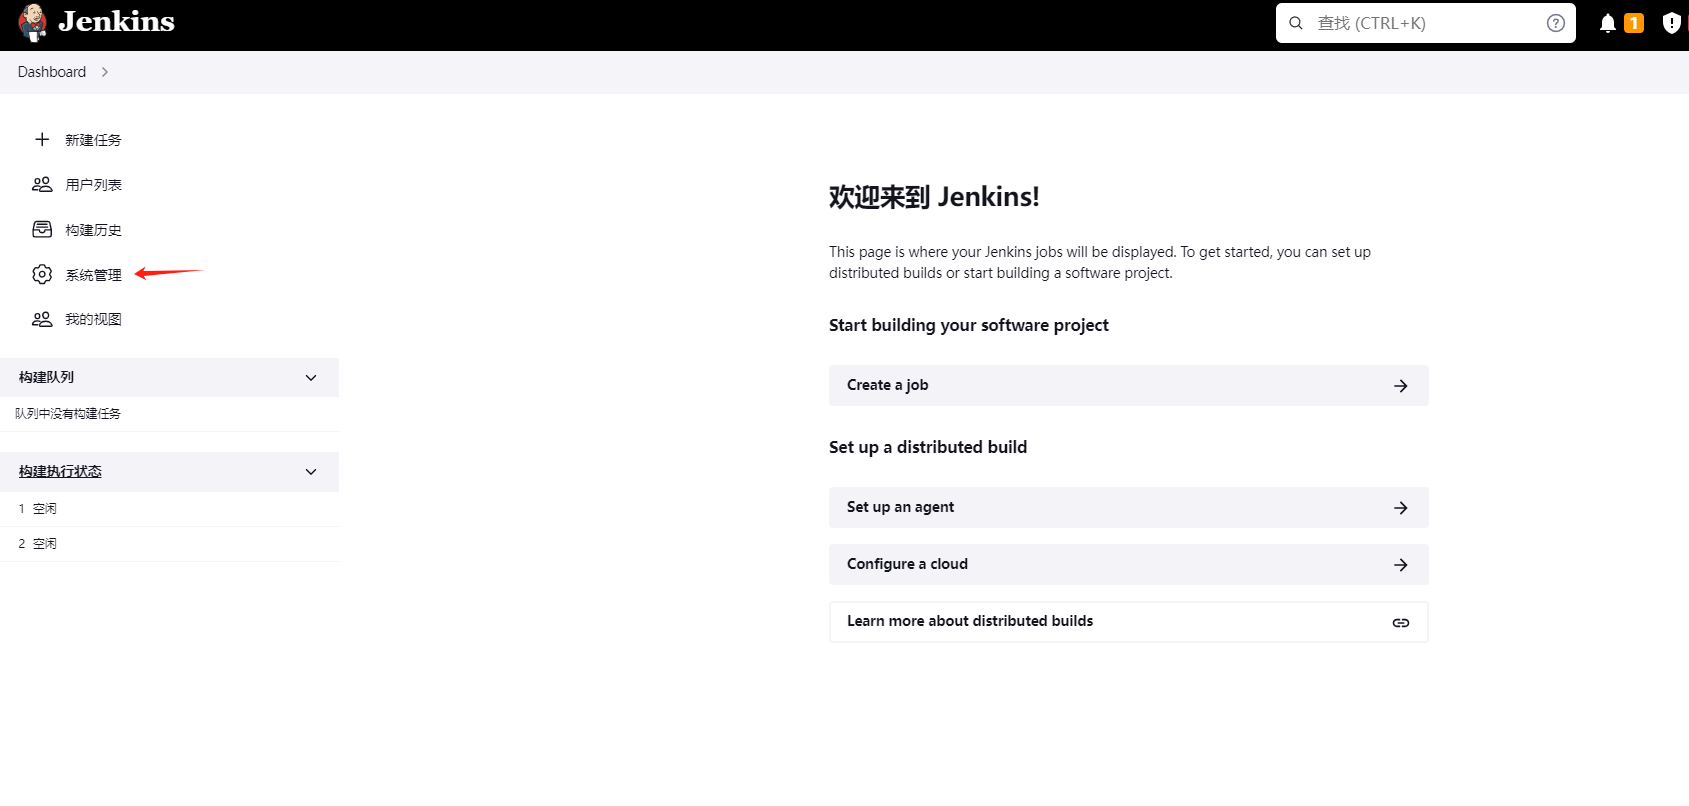 Jenkins
查找 (CTRL+K)
1
Dashboard
新建任务
用户列表
构建历史
系统管理
我的视图
构建队列
队列中没有构建任务
构建执行状态
1 空闲
2 空闲
欢迎来到 Jenkins!
This page is where your Jenkins jobs will be displayed. To get started, you can set up
distributed builds or start building a software project.
Start building your software project
Create a job
Set up a distributed build
Set up an agent
Configure a cloud
Learn more about distributed builds